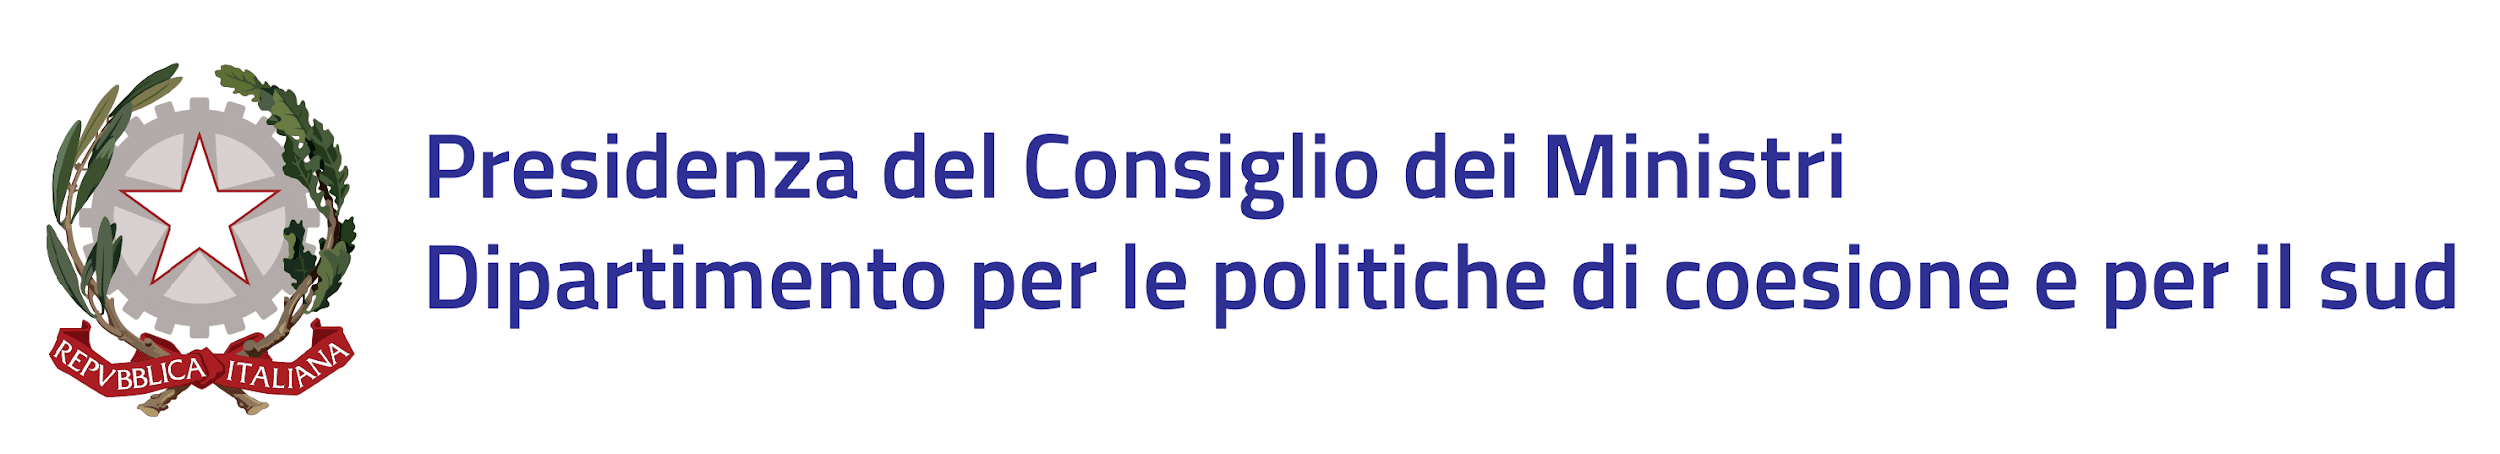 Presidenza del Consiglio dei Ministri
Dipartimento per le politiche di coesione e per il sud
REPVBBLICA ITALIANA